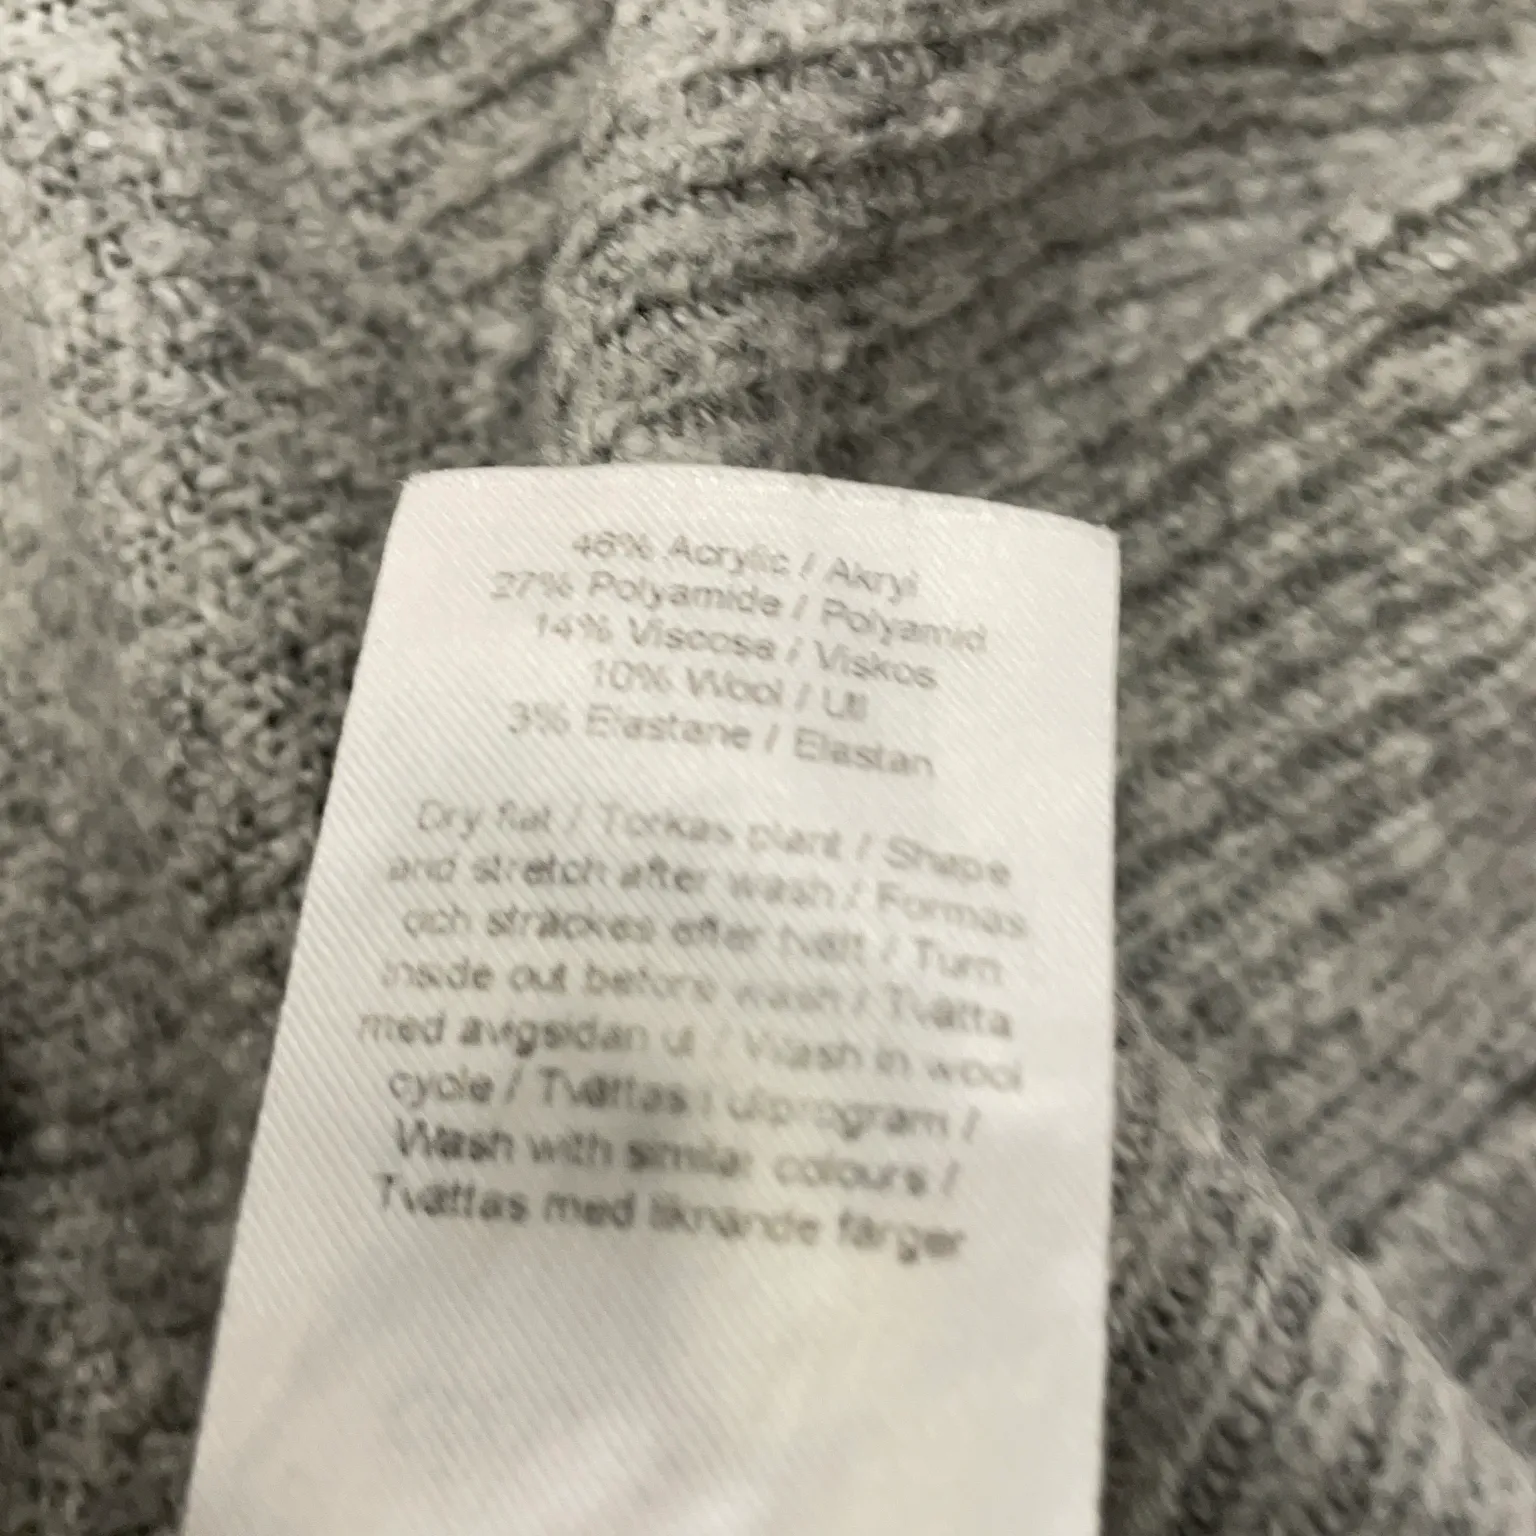 46% Acrylic / Akryl
27% Polyamide / Polyamid
14% Viscose / Viskos
10% Wool / Ull
3% Elastane / Elastan
Dry flat / Torkas plant / Shape
and stretch after wash / Formas
och sträckes efter tvätt / Turn
inside out before wash / Tvätta
med avigsidan ut / Wash in wool
cycle / Tvättas i ullprogram /
Wash with similar colours /
Tvättas med liknande färger